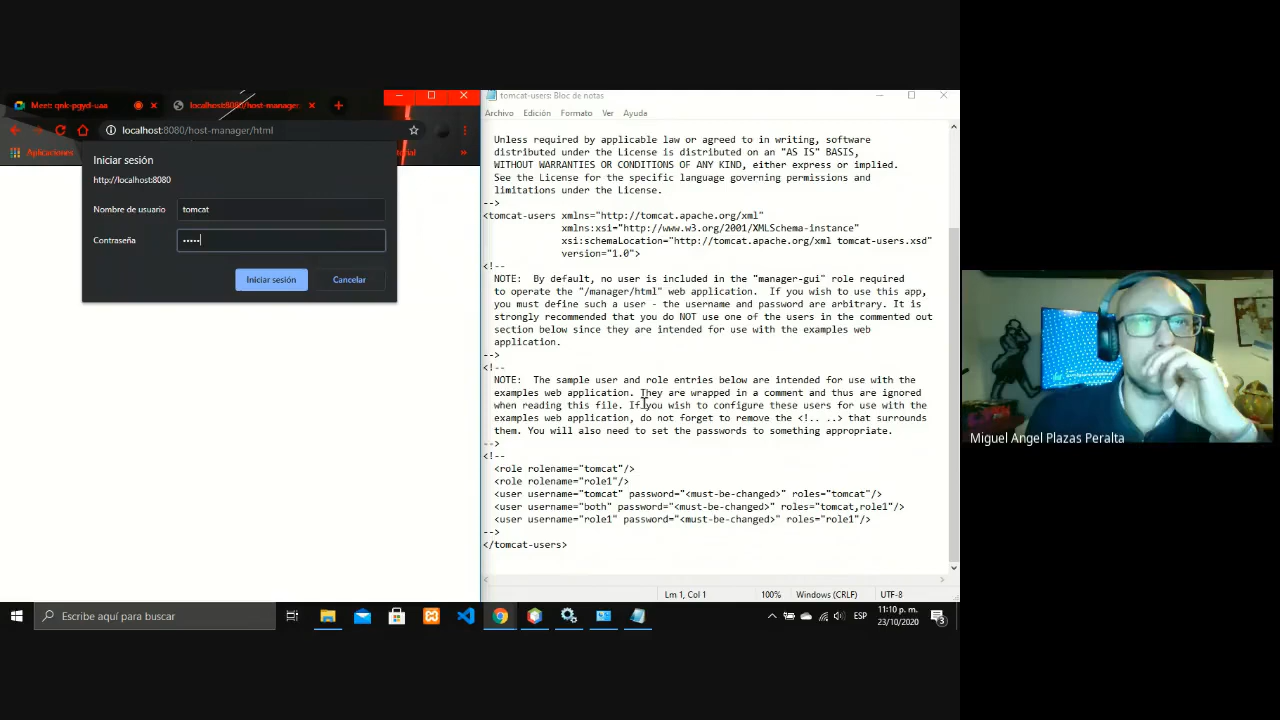 Meet: qnk-pgyd-uaa
localhost:8080/host-manager
localhost:8080/host-manager/html
Aplicaciones
torial
»
Iniciar sesión
http://localhost:8080
Nombre de usuario
tomcat
Contraseña
•••••
Iniciar sesión
Cancelar
tomcat-users: Bloc de notas
Archivo Edición Formato Ver Ayuda
Unless required by applicable law or agreed to in writing, software
distributed under the License is distributed on an "AS IS" BASIS,
WITHOUT WARRANTIES OR CONDITIONS OF ANY KIND, either express or implied.
See the License for the specific language governing permissions and
limitations under the License.
-->
<tomcat-users xmlns="http://tomcat.apache.org/xml"
xmlns:xsi="http://www.w3.org/2001/XMLSchema-instance"
xsi:schemaLocation="http://tomcat.apache.org/xml tomcat-users.xsd"
version="1.0">
<!--
NOTE: By default, no user is included in the "manager-gui" role required
to operate the "/manager/html" web application. If you wish to use this app,
you must define such a user - the username and password are arbitrary. It is
strongly recommended that you do NOT use one of the users in the commented out
section below since they are intended for use with the examples web
application.
-->
<!--
NOTE: The sample user and role entries below are intended for use with the
examples web application. They are wrapped in a comment and thus are ignored
when reading this file. If you wish to configure these users for use with the
examples web application, do not forget to remove the <!.. ..> that surrounds
them. You will also need to set the passwords to something appropriate.
-->
<!--
<role rolename="tomcat"/>
<role rolename="role1"/>
<user username="tomcat" password="<must-be-changed>" roles="tomcat"/>
<user username="both" password="<must-be-changed>" roles="tomcat,role1"/>
<user username="role1" password="<must-be-changed>" roles="role1"/>
-->
</tomcat-users>
Lm 1, Col 1 100% Windows (CRLF) UTF-8
Escribe aquí para buscar
ESP
11:10 p. m.
23/10/2020
3
Miguel Angel Plazas Peralta